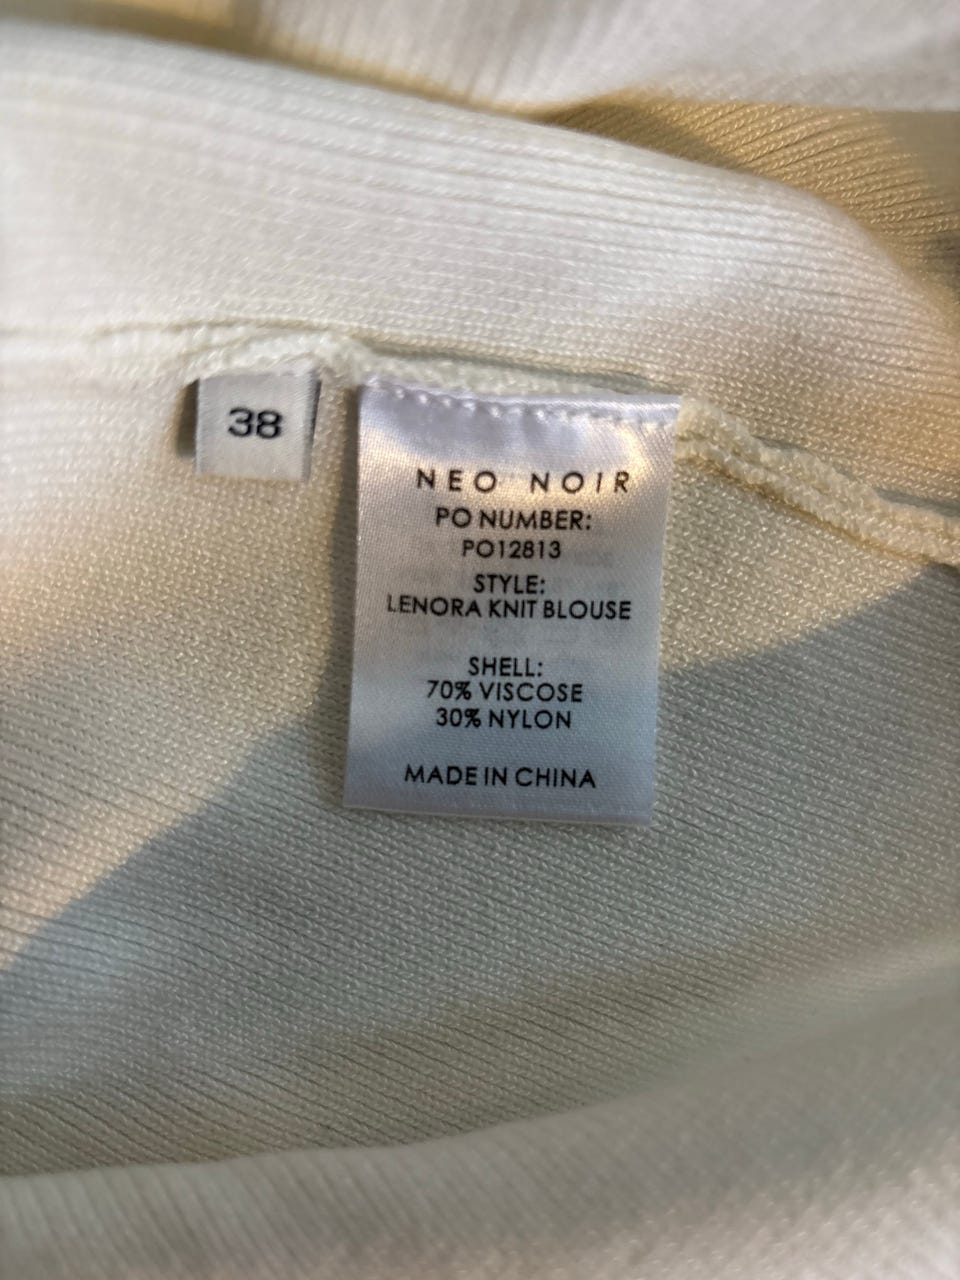 38
NEO NOIR
PO NUMBER:
PO12813
STYLE:
LENORA KNIT BLOUSE
SHELL:
70% VISCOSE
30% NYLON
MADE IN CHINA